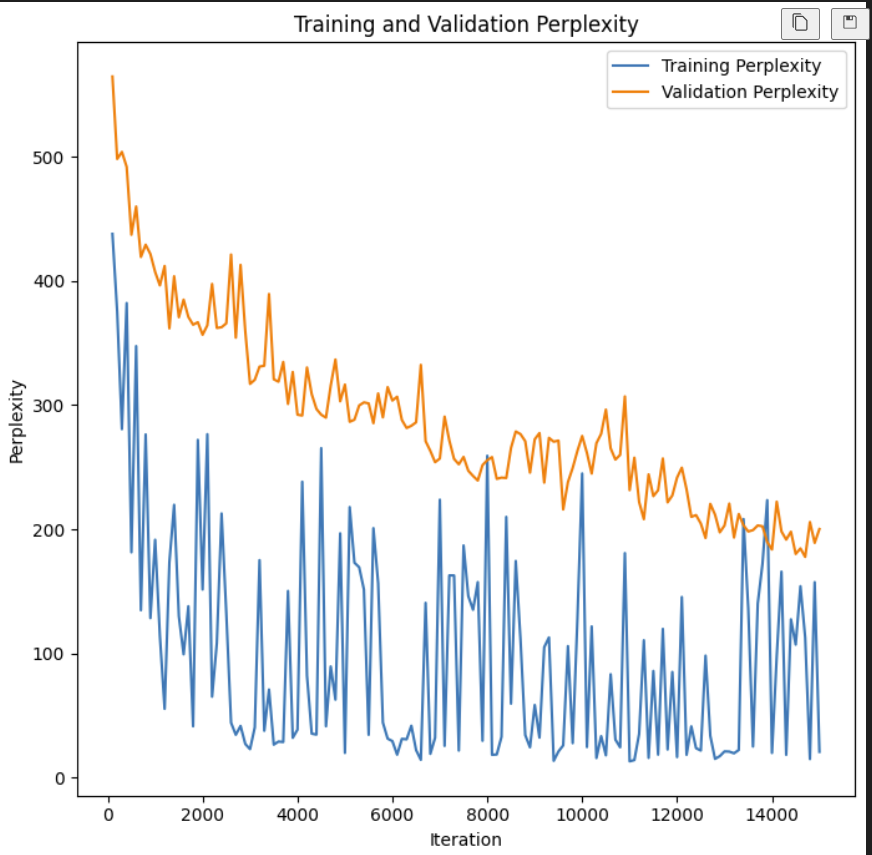 Training and Validation Perplexity
Training Perplexity
Validation Perplexity
500
400
300
200
100
0
Perplexity
0 2000 4000 6000 8000 10000 12000 14000
Iteration